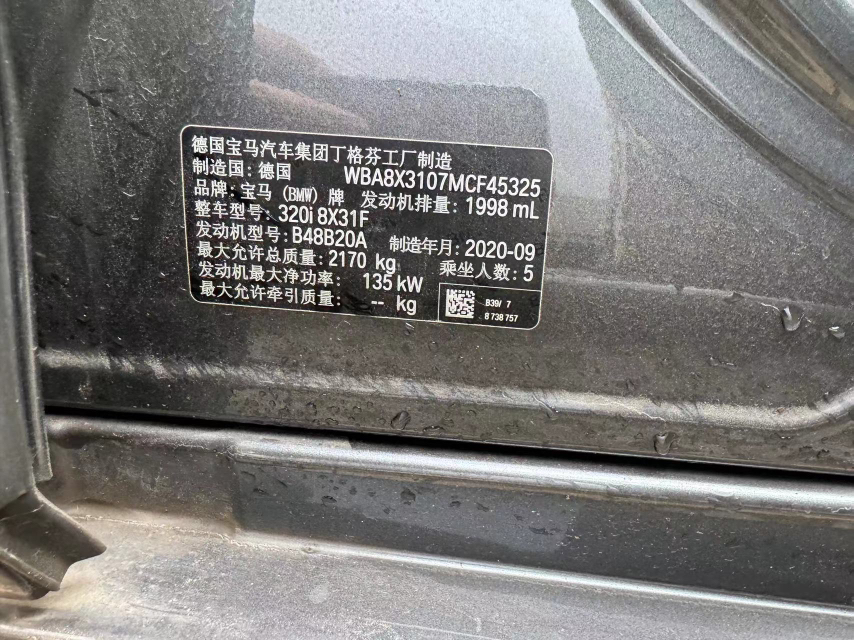 德国宝马汽车集团丁格芬工厂制造
制造国: 德国 WBA8X3107MCF45325
品牌: 宝马 (BMW) 牌 发动机排量: 1998 mL
整车型号: 320i 8X31F
发动机型号: B48B20A 制造年月: 2020-09
最大允许总质量: 2170 kg 乘坐人数: 5
发动机最大净功率: 135 kW
最大允许牵引质量: -- kg
B39/ 7
8 738 757